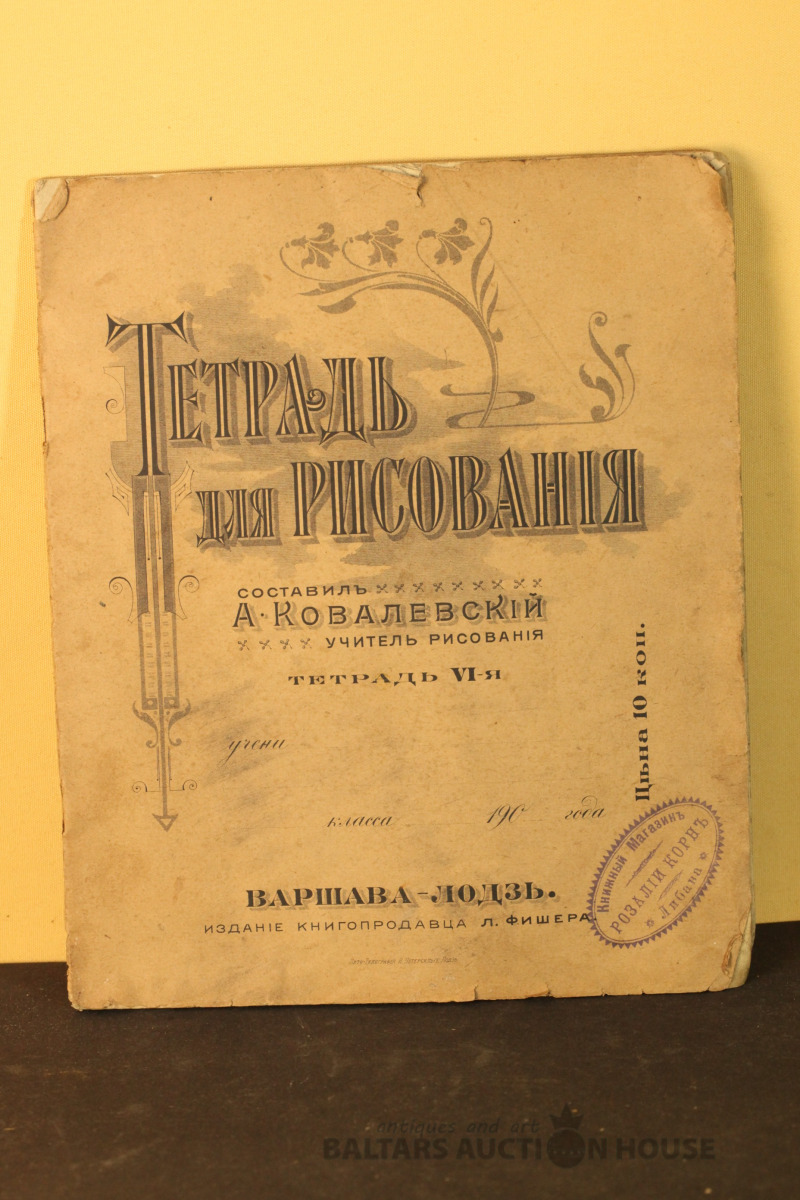 Тетрадь
для Рисованія
СОСТАВИЛЪ
А. КОВАЛЕВСКІЙ
УЧИТЕЛЬ РИСОВАНІЯ
ТЕТРАДЬ VI-я
Цѣна 10 коп.
учени
класса 190 года
ВАРШАВА-ЛОДЗЬ.
ИЗДАНІЕ КНИГОПРОДАВЦА Л. ФИШЕРА
Книжный Магазинъ
РОЗАЛІИ КОРНЪ
Либава
antiques and art
BALTARS AUCTION HOUSE